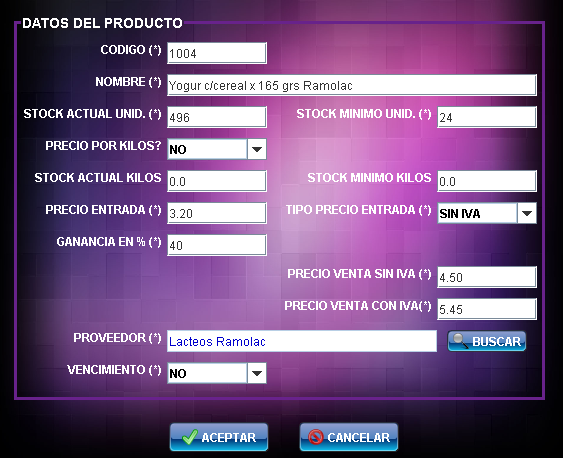 DATOS DEL PRODUCTO
CODIGO (*) 1004
NOMBRE (*) Yogur c/cereal x 165 grs Ramolac
STOCK ACTUAL UNID. (*) 496 STOCK MINIMO UNID. (*) 24
PRECIO POR KILOS? NO
STOCK ACTUAL KILOS 0.0 STOCK MINIMO KILOS 0.0
PRECIO ENTRADA (*) 3.20 TIPO PRECIO ENTRADA (*) SIN IVA
GANANCIA EN % (*) 40
PRECIO VENTA SIN IVA (*) 4.50
PRECIO VENTA CON IVA(*) 5.45
PROVEEDOR (*) Lacteos Ramolac BUSCAR
VENCIMIENTO (*) NO
ACEPTAR CANCELAR